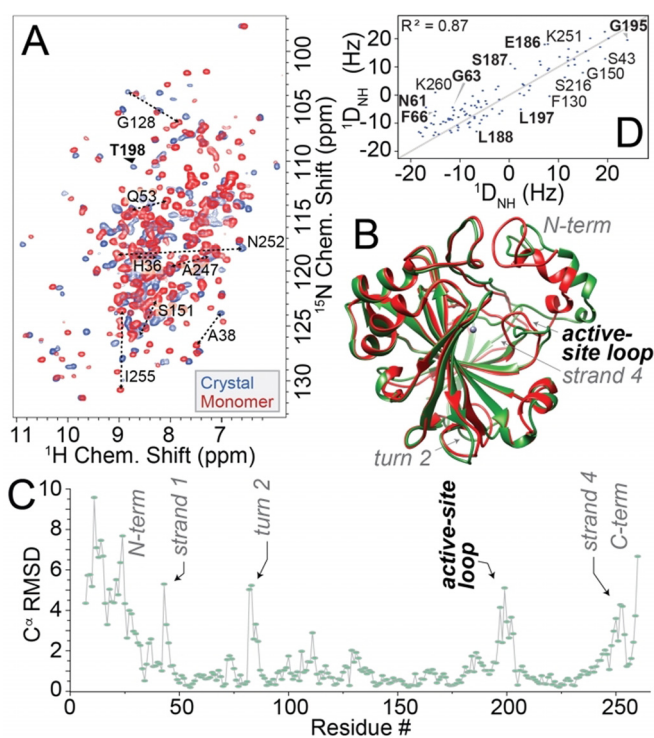 A
100
105
110
115
120
125
130
¹⁵N Chem. Shift (ppm)
G128
T198
Q53
N252
H36
A247
S151
A38
I255
Crystal
Monomer
11 10 9 8 7
¹H Chem. Shift (ppm)
R² = 0.87
G195
K251
E186
S187
S43
G150
K260
G63
S216
F130
N61
F66
L197
L188
D
20
10
0
-10
-20
¹D_NH (Hz)
-20 -10 0 10 20
¹D_NH (Hz)
B
N-term
active-
site loop
strand 4
turn 2
C
10
8
6
4
2
0
Cᵅ RMSD
N-term
strand 1
turn 2
active-site
loop
strand 4
C-term
0 50 100 150 200 250
Residue #